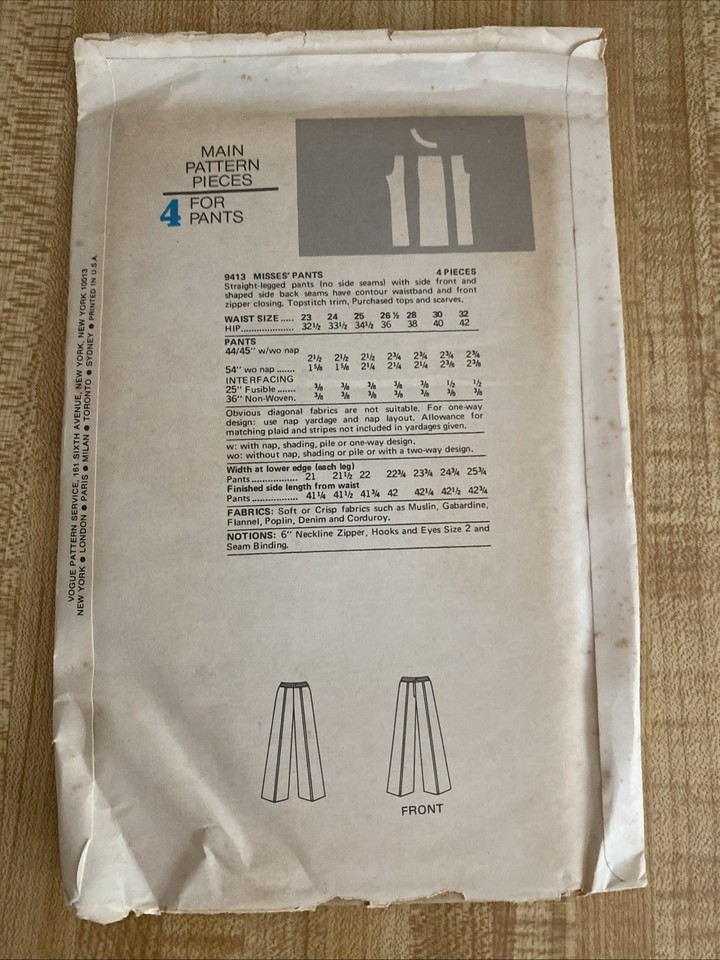 MAIN
PATTERN
PIECES
4 FOR
PANTS
9413 MISSES' PANTS 4 PIECES
Straight-legged pants (no side seams) with side front and
shaped side back seams have contour waistband and front
zipper closing. Topstitch trim, Purchased tops and scarves.
WAIST SIZE ..... 23 24 25 26 ½ 28 30 32
HIP.................... 32½ 33½ 34½ 36 38 40 42
PANTS
44/45'' w/wo nap
2½ 2½ 2½ 2¾ 2¾ 2¾ 2¾
54'' wo nap ....... 1⅝ 1⅝ 2¼ 2¼ 2¼ 2⅜ 2⅜
INTERFACING
25'' Fusible ....... ⅜ ⅜ ⅜ ⅜ ⅜ ½ ½
36'' Non-Woven. ⅜ ⅜ ⅜ ⅜ ⅜ ⅜ ⅜
Obvious diagonal fabrics are not suitable. For one-way
design: use nap yardage and nap layout. Allowance for
matching plaid and stripes not included in yardages given.
w: with nap, shading, pile or one-way design.
wo: without nap, shading or pile or with a two-way design.
Width at lower edge (each leg)
Pants ................. 21 21½ 22 22¾ 23¾ 24¾ 25¾
Finished side length from waist
Pants ................. 41¼ 41½ 41¾ 42 42¼ 42½ 42¾
FABRICS: Soft or Crisp fabrics such as Muslin, Gabardine,
Flannel, Poplin, Denim and Corduroy.
NOTIONS: 6'' Neckline Zipper, Hooks and Eyes Size 2 and
Seam Binding.
FRONT
VOGUE PATTERN SERVICE, 161 SIXTH AVENUE, NEW YORK, NEW YORK 10013
NEW YORK ● LONDON ● PARIS ● MILAN ● TORONTO ● SYDNEY ● PRINTED IN U.S.A.